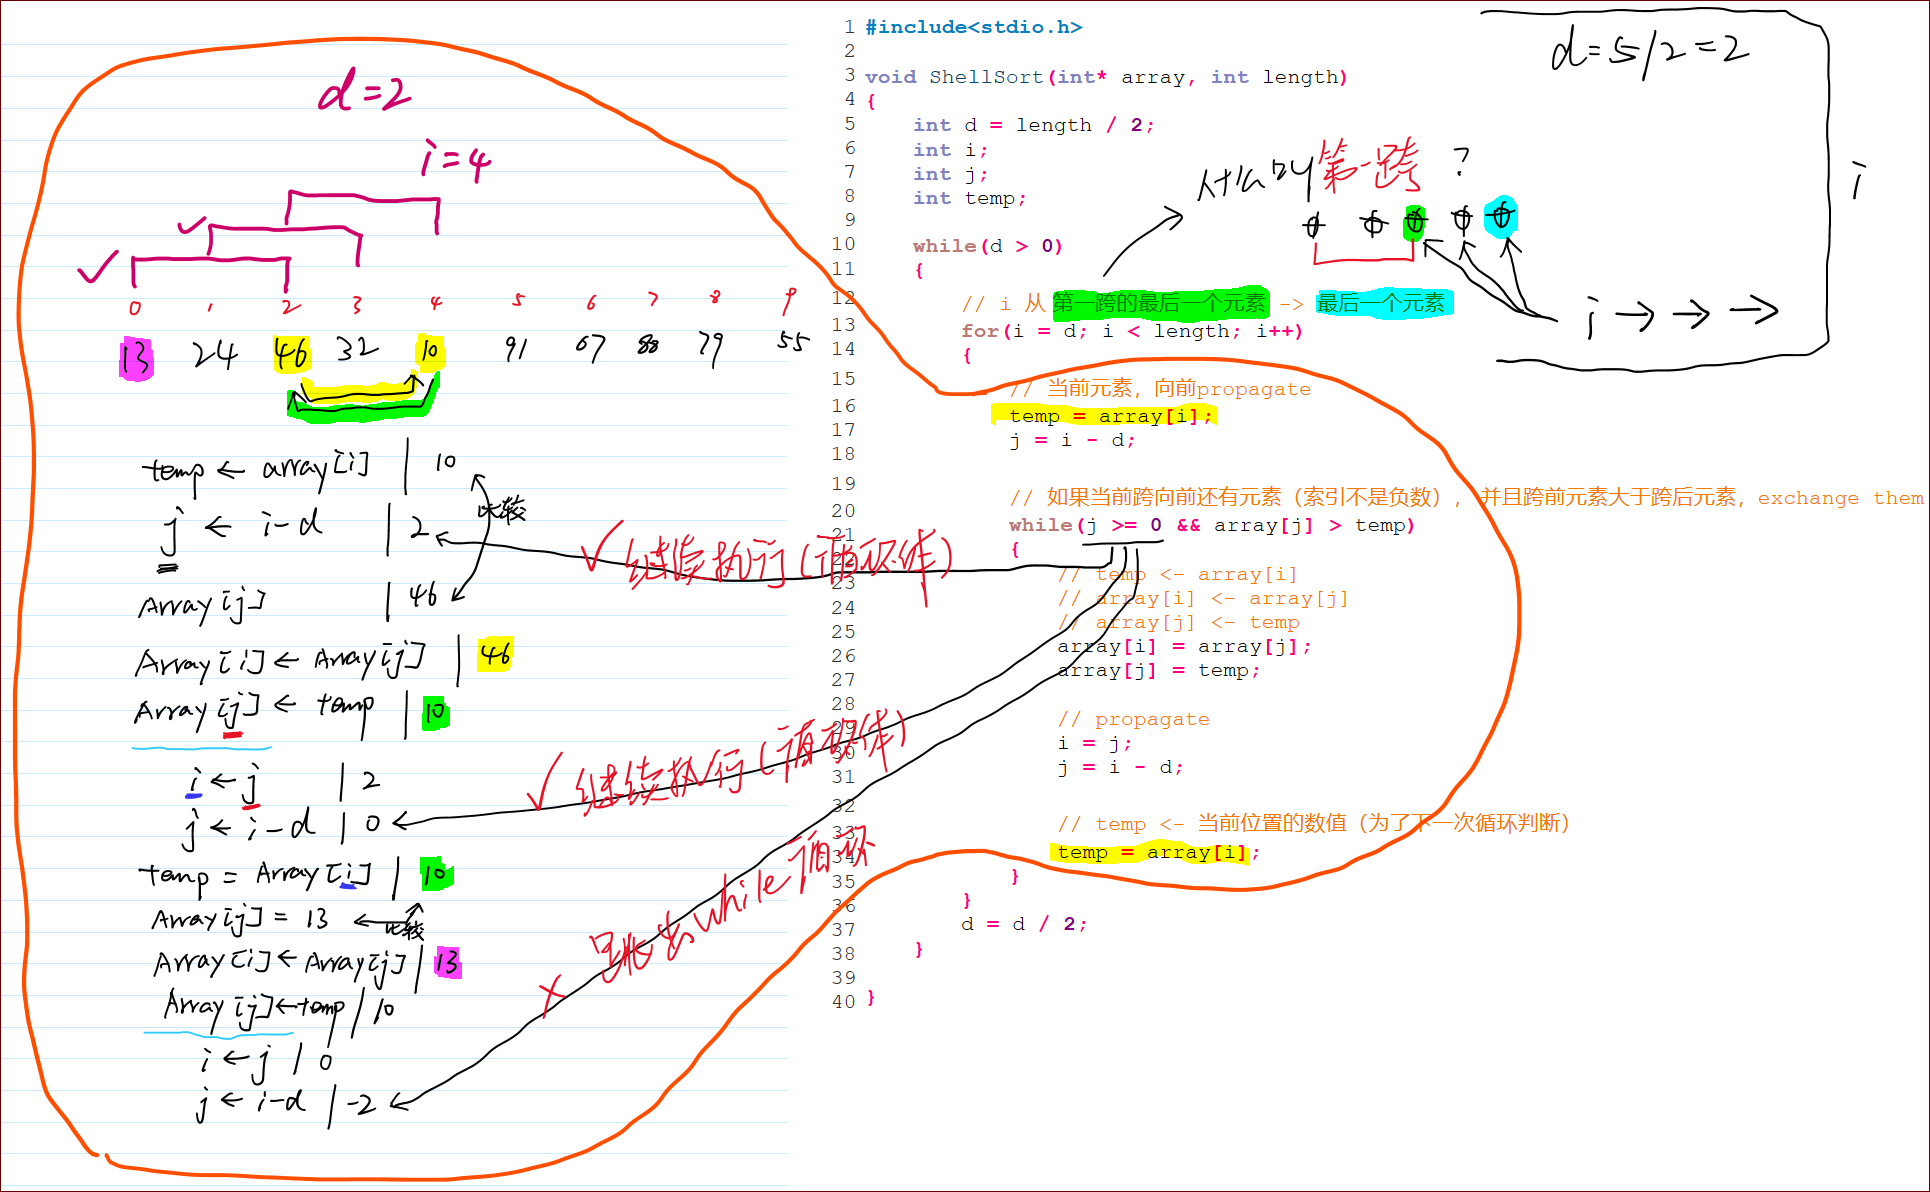 d=2
i=4
0 1 2 3 4 5 6 7 8 9
13 24 46 32 10 91 67 88 79 55
temp ← array[i] | 10
比较
j ← i-d | 2
Array[j] | 46
Array[i] ← Array[j] | 46
Array[j] ← temp | 10
i ← j | 2
j ← i-d | 0
temp = Array[i] | 10
Array[j] = 13
比较
Array[i] ← Array[j] | 13
Array[j] ← temp | 10
i ← j | 0
j ← i-d | -2
✓ 继续执行(循环体)
✓ 继续执行(循环体)
× 跳出while循环
1 #include<stdio.h>
2
3 void ShellSort(int* array, int length)
4 {
5 int d = length / 2;
6 int i;
7 int j;
8 int temp;
9
10 while(d > 0)
11 {
12 // i 从 第一跨的最后一个元素 -> 最后一个元素
13 for(i = d; i < length; i++)
14 {
15 // 当前元素，向前propagate
16 temp = array[i];
17 j = i - d;
18
19 // 如果当前跨向前还有元素（索引不是负数），并且跨前元素大于跨后元素，exchange them
20 while(j >= 0 && array[j] > temp)
21 {
22 // temp <- array[i]
23 // array[i] <- array[j]
24 // array[j] <- temp
25 array[i] = array[j];
26 array[j] = temp;
27
28 // propagate
29 i = j;
30 j = i - d;
31
32 // temp <- 当前位置的数值（为了下一次循环判断）
33 temp = array[i];
34 }
35 }
36 d = d / 2;
37 }
38
39
40 }
d=5/2=2
什么叫第一跨?
i → → →
i